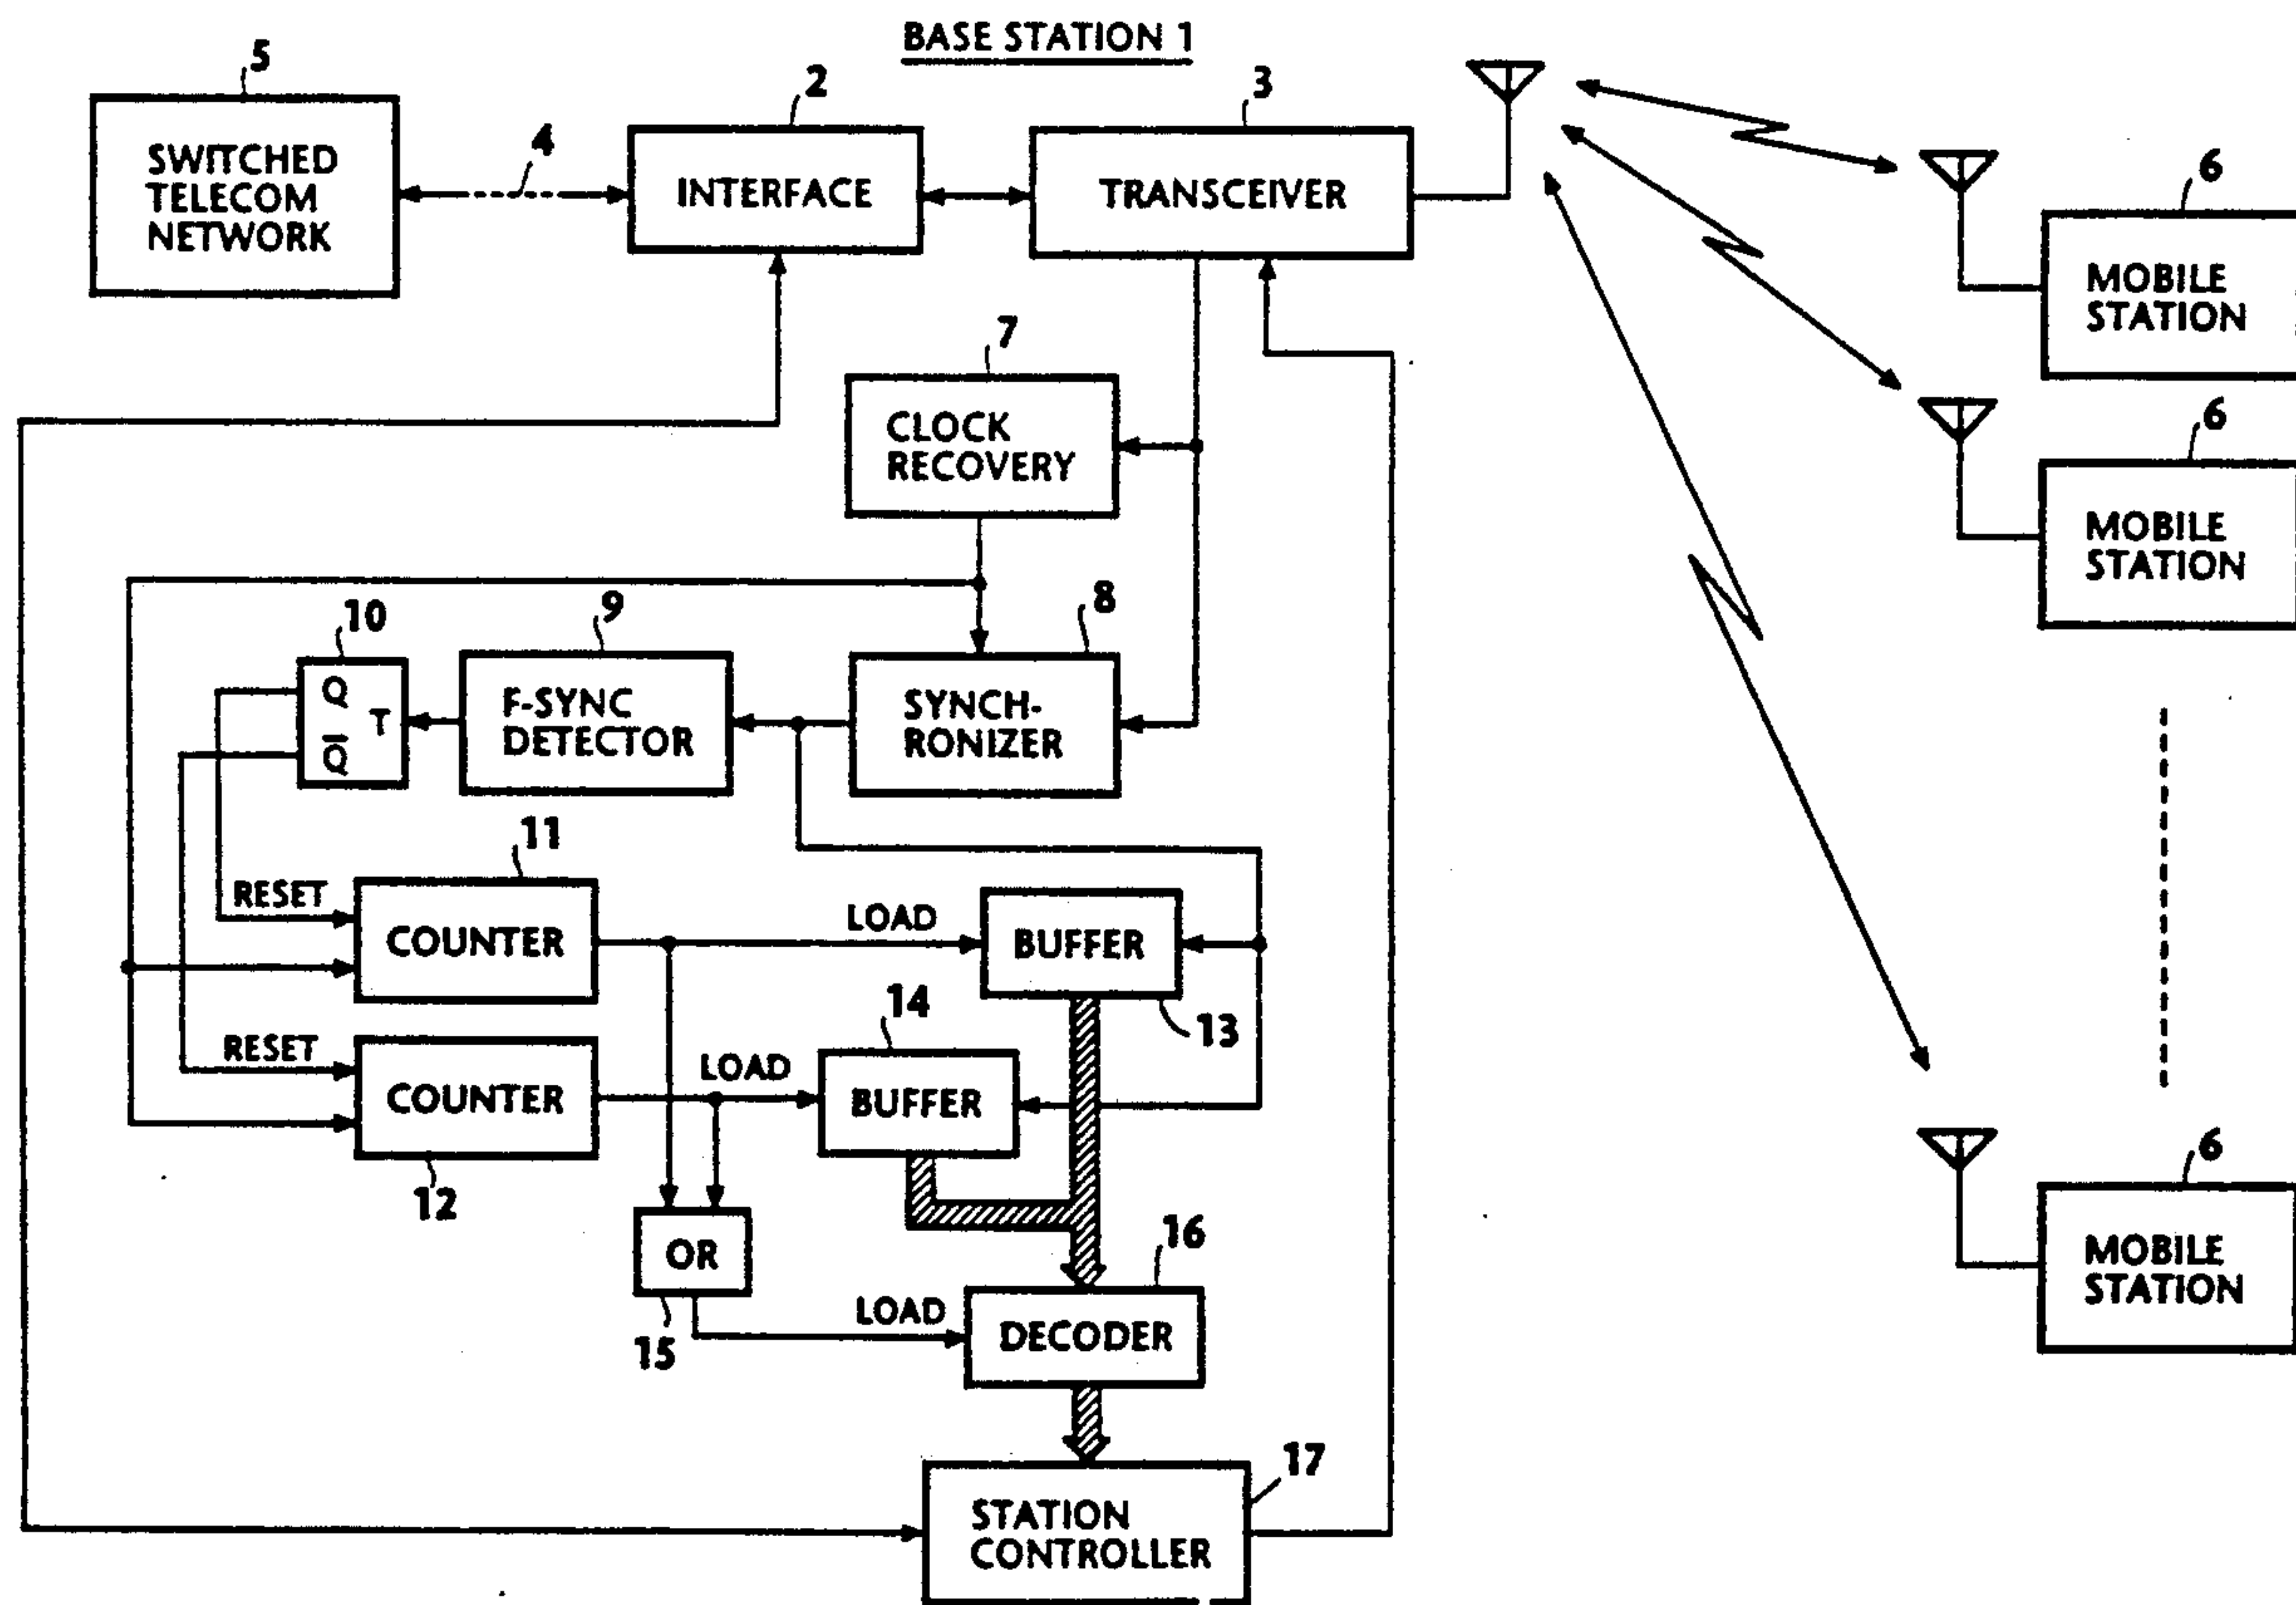 BASE STATION 1
5
SWITCHED
TELECOM
NETWORK
4
2
INTERFACE
3
TRANSCEIVER
6
MOBILE
STATION
7
CLOCK
RECOVERY
6
MOBILE
STATION
10
Q
T
Q̅
9
F-SYNC
DETECTOR
8
SYNCH-
RONIZER
11
RESET
COUNTER
LOAD
BUFFER
13
14
RESET
COUNTER
12
LOAD
BUFFER
6
MOBILE
STATION
OR
15
LOAD
16
DECODER
17
STATION
CONTROLLER